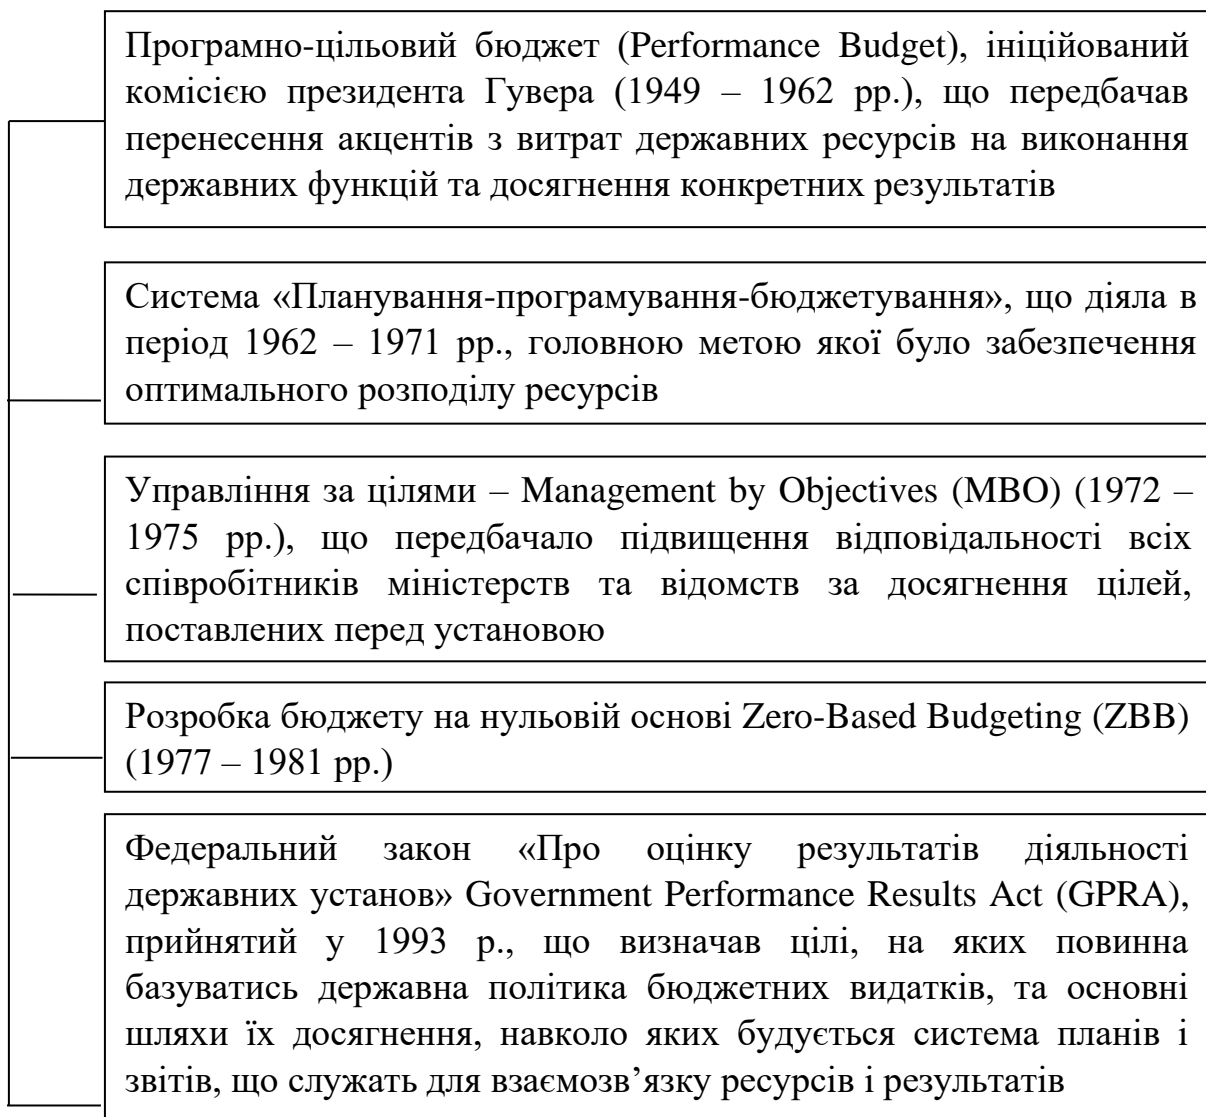 Програмно-цільовий бюджет (Performance Budget), ініційований
комісією президента Гувера (1949 – 1962 рр.), що передбачав
перенесення акцентів з витрат державних ресурсів на виконання
державних функцій та досягнення конкретних результатів
Система «Планування-програмування-бюджетування», що діяла в
період 1962 – 1971 рр., головною метою якої було забезпечення
оптимального розподілу ресурсів
Управління за цілями – Management by Objectives (MBO) (1972 –
1975 рр.), що передбачало підвищення відповідальності всіх
співробітників міністерств та відомств за досягнення цілей,
поставлених перед установою
Розробка бюджету на нульовій основі Zero-Based Budgeting (ZBB)
(1977 – 1981 рр.)
Федеральний закон «Про оцінку результатів діяльності
державних установ» Government Performance Results Act (GPRA),
прийнятий у 1993 р., що визначав цілі, на яких повинна
базуватись державна політика бюджетних видатків, та основні
шляхи їх досягнення, навколо яких будується система планів і
звітів, що служать для взаємозв’язку ресурсів і результатів